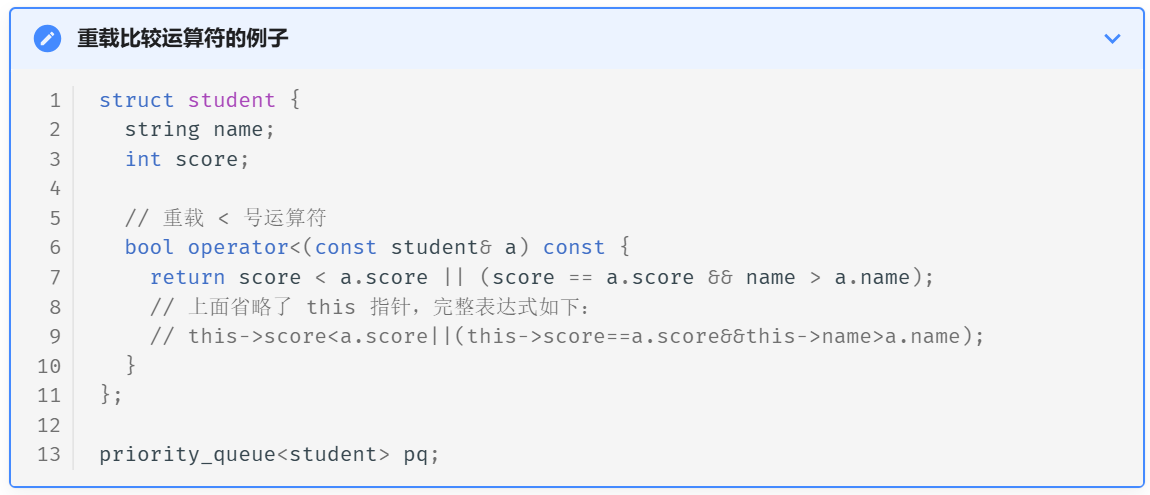 重载比较运算符的例子
1 struct student {
2   string name;
3   int score;
4
5   // 重载 < 号运算符
6   bool operator<(const student& a) const {
7     return score < a.score || (score == a.score && name > a.name);
8     // 上面省略了 this 指针，完整表达式如下：
9     // this->score<a.score||(this->score==a.score&&this->name>a.name);
10   }
11 };
12
13 priority_queue<student> pq;